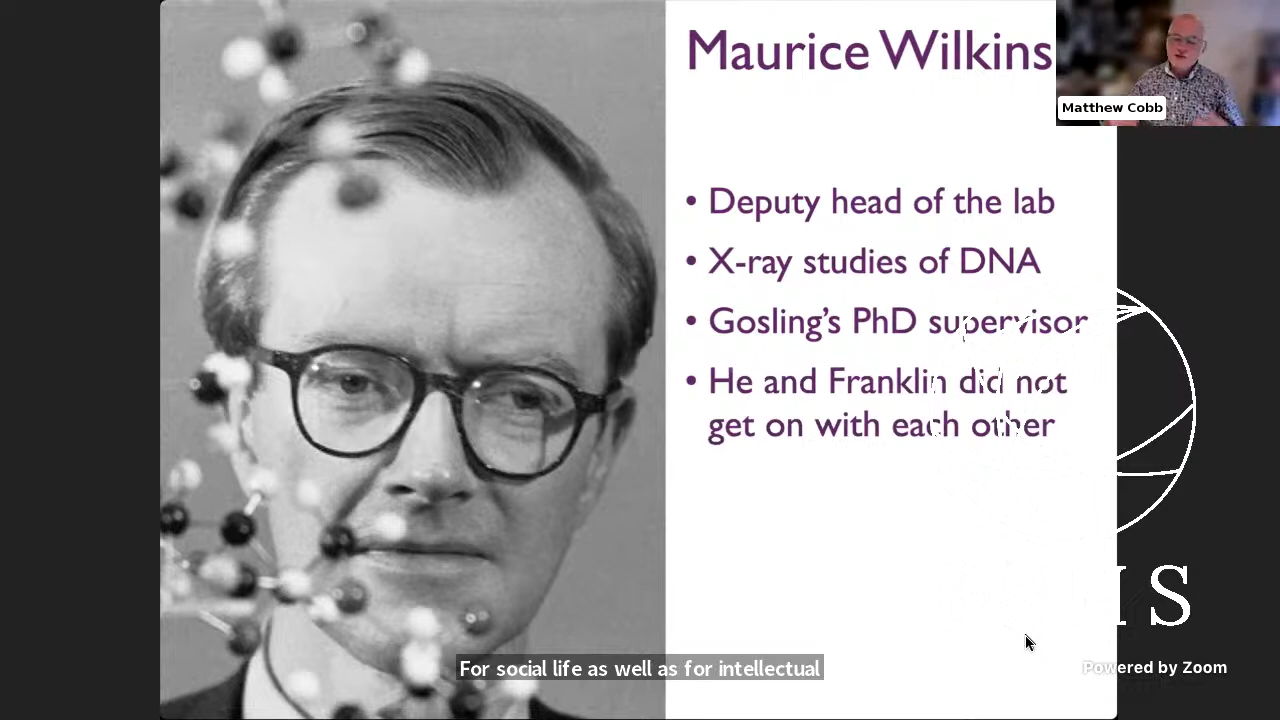 Maurice Wilkins
Matthew Cobb
• Deputy head of the lab
• X-ray studies of DNA
• Gosling's PhD supervisor
• He and Franklin did not
get on with each other
S
For social life as well as for intellectual
Powered by Zoom